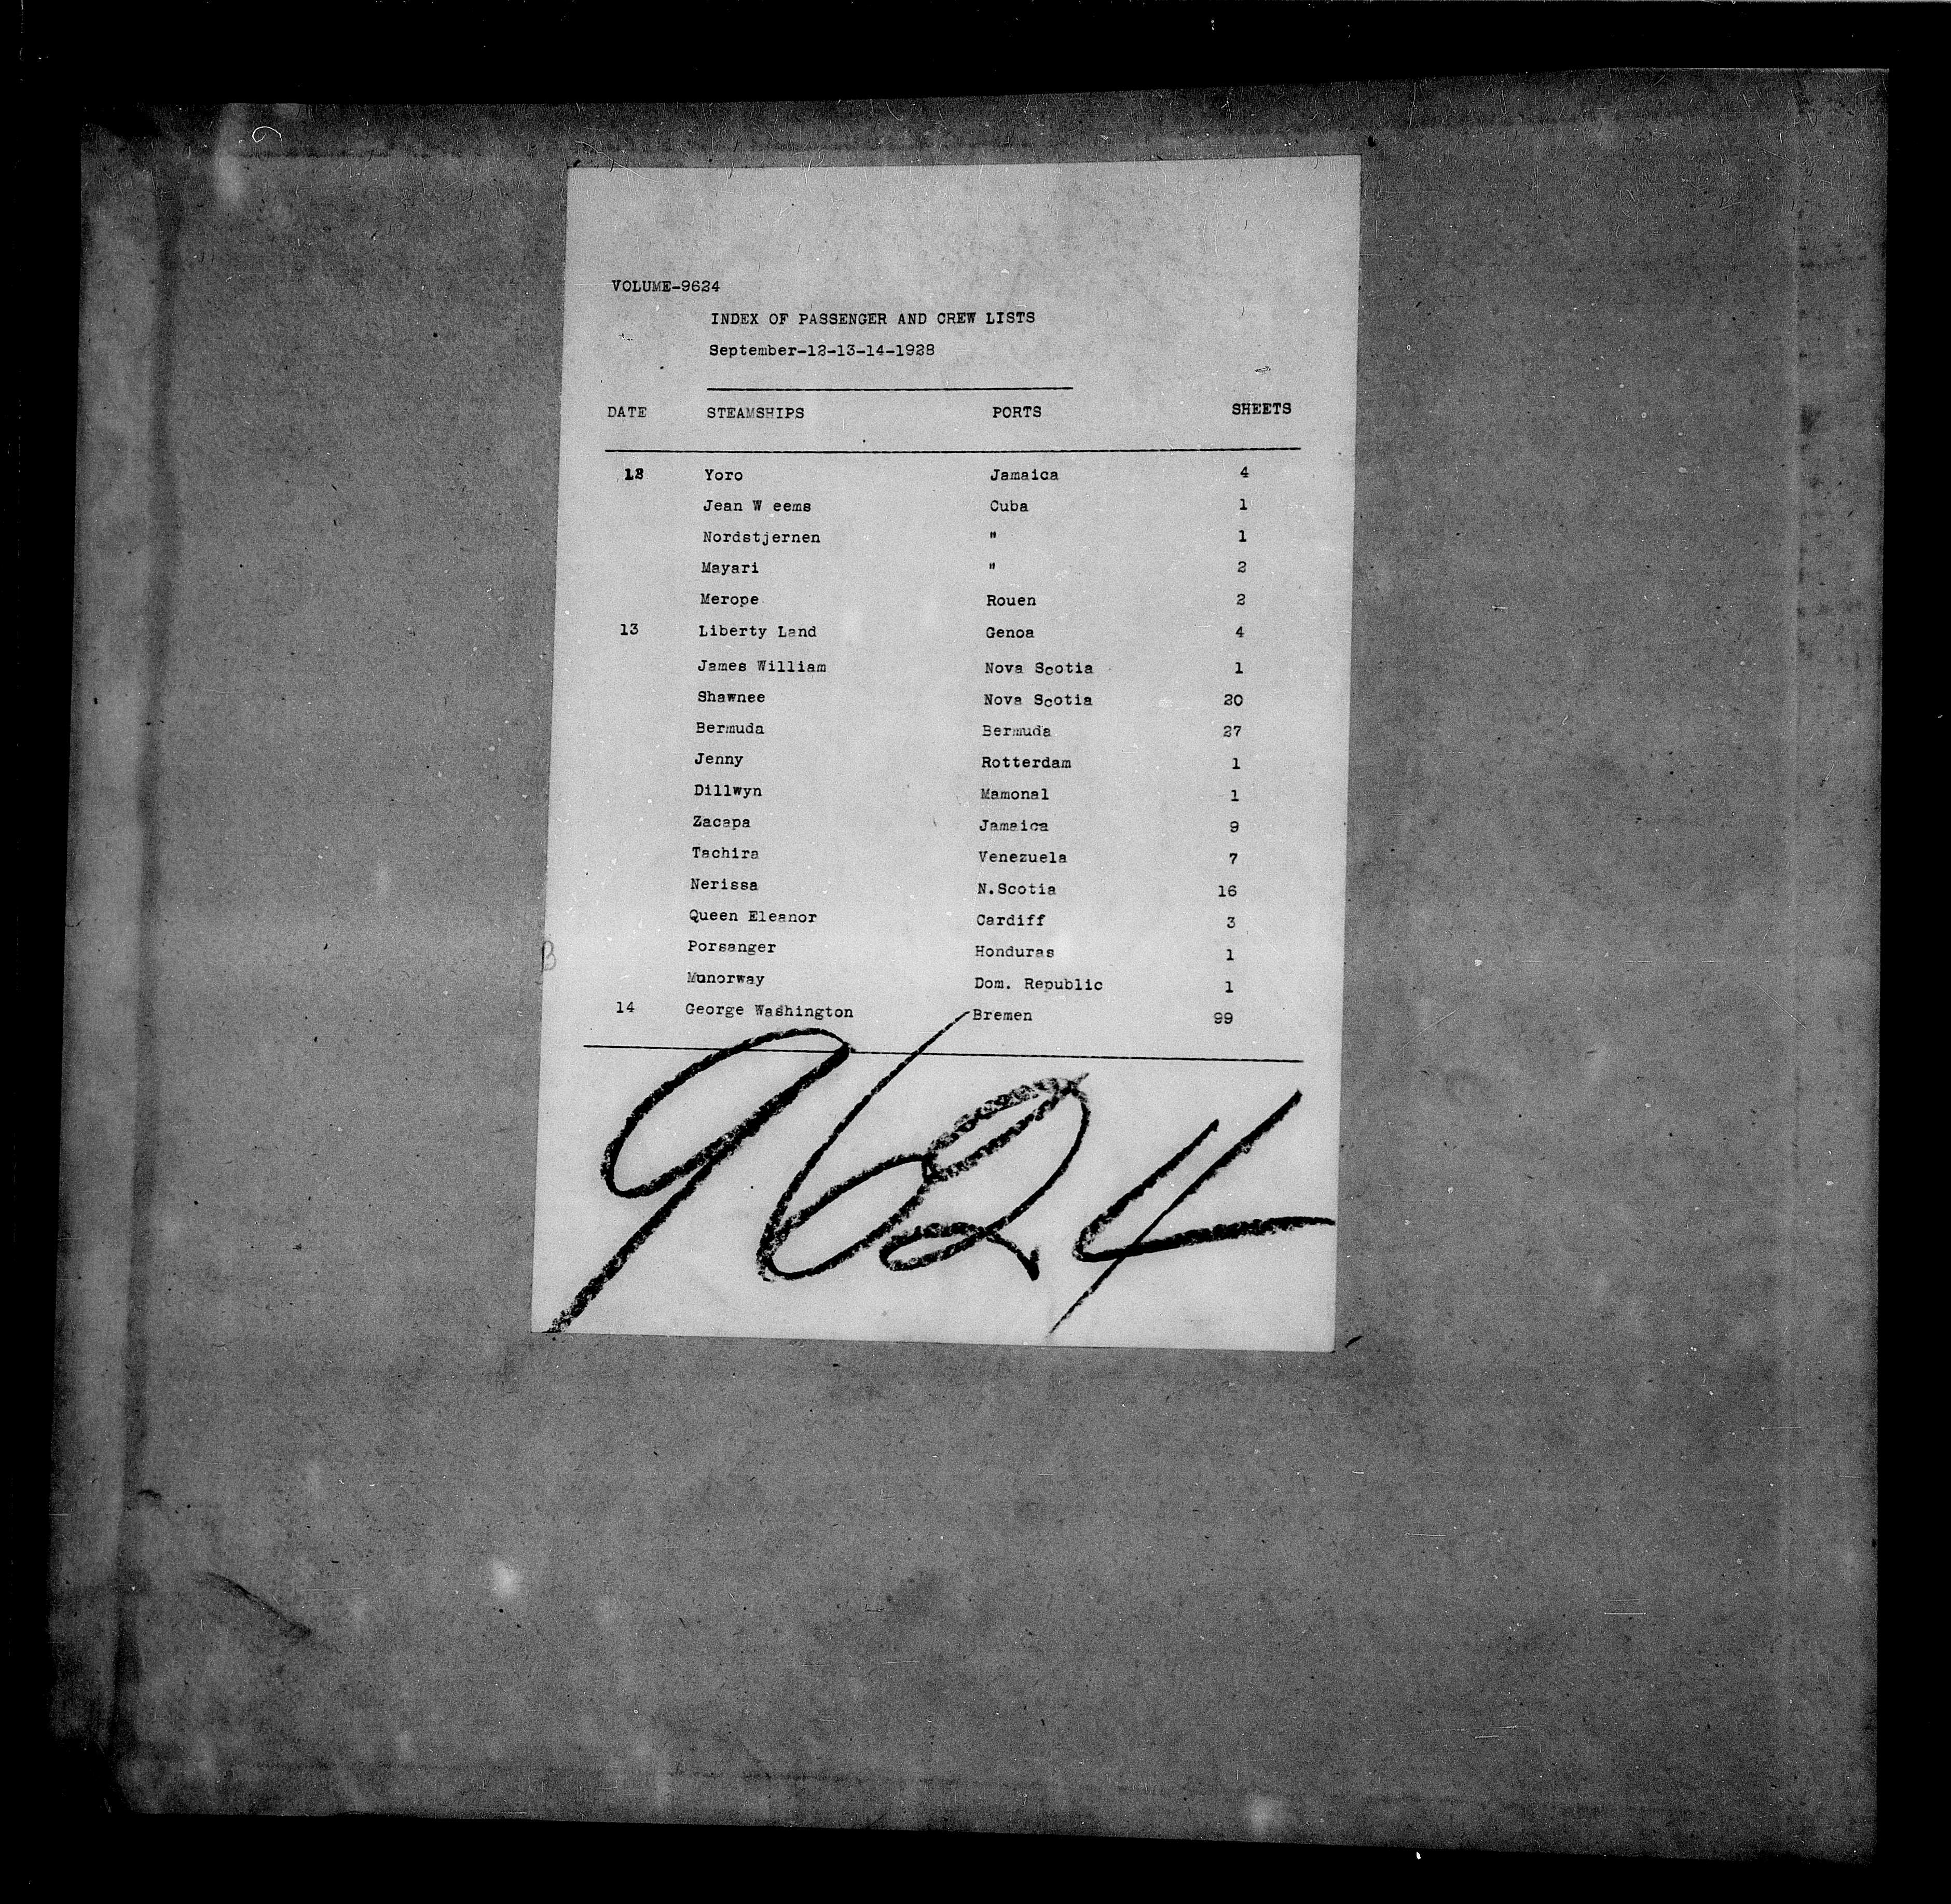 VOLUME-9624
INDEX OF PASSENGER AND CREW LISTS
September-12-13-14-1928
DATE STEAMSHIPS PORTS SHEETS
12 Yoro Jamaica 4
Jean W eems Cuba 1
Nordstjernen " 1
Mayari " 2
Merope Rouen 2
13 Liberty Land Genoa 4
James William Nova Scotia 1
Shawnee Nova Scotia 20
Bermuda Bermuda 27
Jenny Rotterdam 1
Dillwyn Mamonal 1
Zacapa Jamaica 9
Tachira Venezuela 7
Nerissa N.Scotia 16
Queen Eleanor Cardiff 3
Porsanger Honduras 1
Munorway Dom. Republic 1
14 George Washington Bremen 99
9624